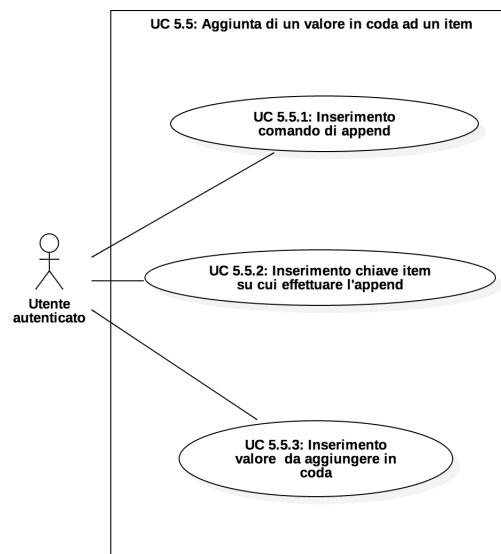 UC 5.5: Aggiunta di un valore in coda ad un item
UC 5.5.1: Inserimento
comando di append
UC 5.5.2: Inserimento chiave item
su cui effettuare l'append
Utente
autenticato
UC 5.5.3: Inserimento
valore  da aggiungere in
coda